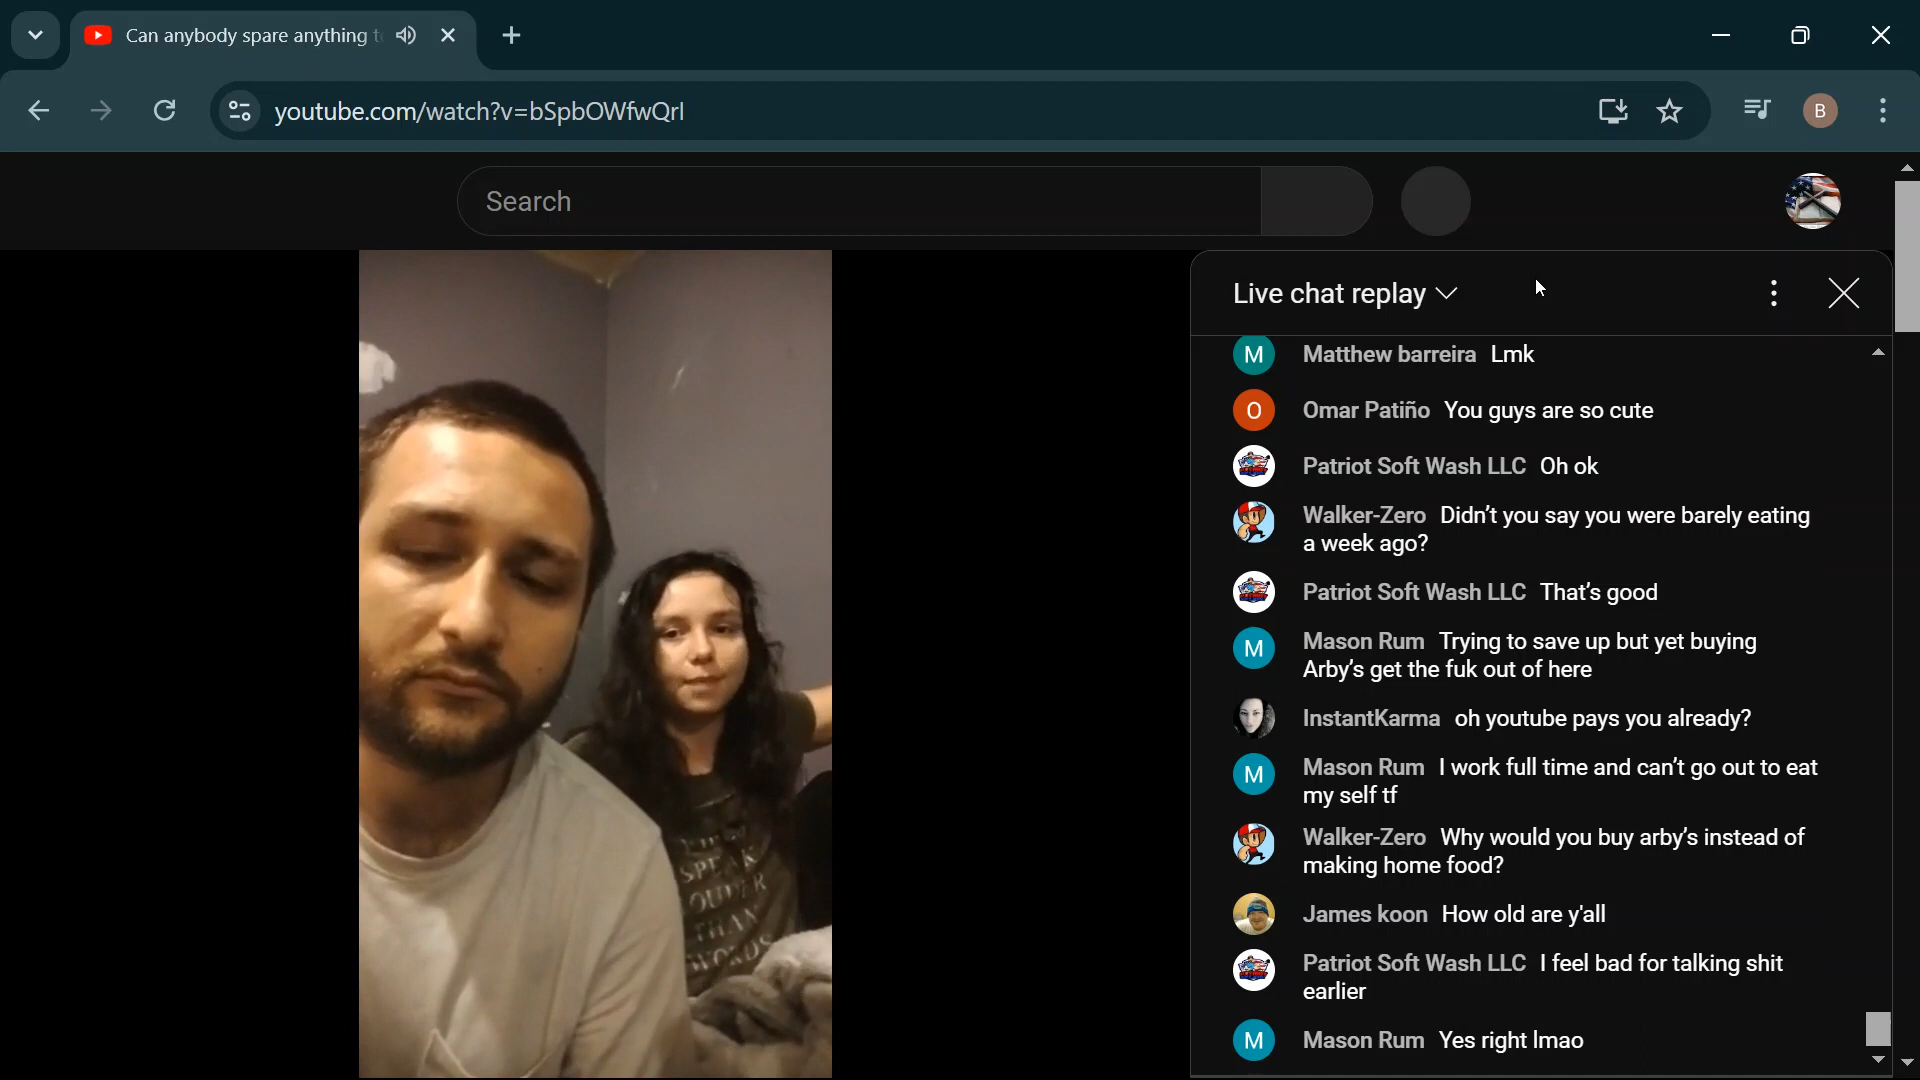 Can anybody spare anything t
youtube.com/watch?v=bSpbOWfwQrI
B
Search
Live chat replay
M Matthew barreira Lmk
O Omar Patiño You guys are so cute
Patriot Soft Wash LLC Oh ok
Walker-Zero Didn't you say you were barely eating
a week ago?
Patriot Soft Wash LLC That's good
M Mason Rum Trying to save up but yet buying
Arby's get the fuk out of here
InstantKarma oh youtube pays you already?
M Mason Rum I work full time and can't go out to eat
my self tf
Walker-Zero Why would you buy arby's instead of
making home food?
James koon How old are y'all
Patriot Soft Wash LLC I feel bad for talking shit
earlier
M Mason Rum Yes right lmao
SPEAK
LOUDER
THAN
WORDS